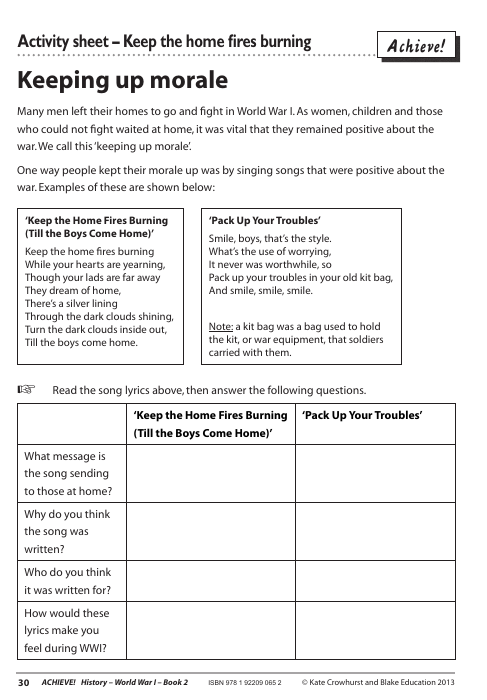 Activity sheet – Keep the home fires burning
Achieve!
Keeping up morale
Many men left their homes to go and fight in World War I. As women, children and those
who could not fight waited at home, it was vital that they remained positive about the
war. We call this ‘keeping up morale’.
One way people kept their morale up was by singing songs that were positive about the
war. Examples of these are shown below:
‘Keep the Home Fires Burning
(Till the Boys Come Home)’
Keep the home fires burning
While your hearts are yearning,
Though your lads are far away
They dream of home,
There’s a silver lining
Through the dark clouds shining,
Turn the dark clouds inside out,
Till the boys come home.
‘Pack Up Your Troubles’
Smile, boys, that’s the style.
What’s the use of worrying,
It never was worthwhile, so
Pack up your troubles in your old kit bag,
And smile, smile, smile.
Note: a kit bag was a bag used to hold
the kit, or war equipment, that soldiers
carried with them.
Read the song lyrics above, then answer the following questions.
‘Keep the Home Fires Burning
(Till the Boys Come Home)’
‘Pack Up Your Troubles’
What message is
the song sending
to those at home?
Why do you think
the song was
written?
Who do you think
it was written for?
How would these
lyrics make you
feel during WWI?
30 ACHIEVE! History – World War I – Book 2 ISBN 978 1 92209 065 2 © Kate Crowhurst and Blake Education 2013